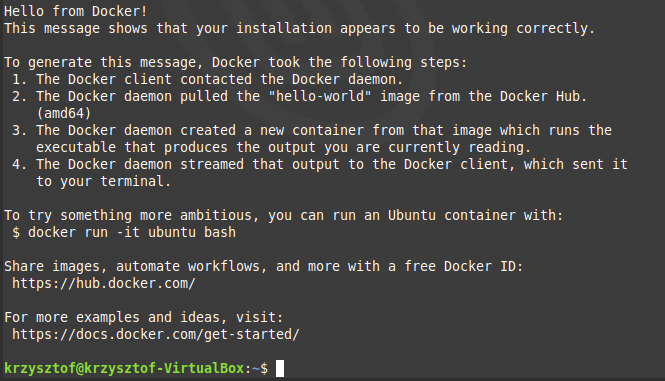 Hello from Docker!
This message shows that your installation appears to be working correctly.
To generate this message, Docker took the following steps:
1. The Docker client contacted the Docker daemon.
2. The Docker daemon pulled the "hello-world" image from the Docker Hub.
(amd64)
3. The Docker daemon created a new container from that image which runs the
executable that produces the output you are currently reading.
4. The Docker daemon streamed that output to the Docker client, which sent it
to your terminal.
To try something more ambitious, you can run an Ubuntu container with:
$ docker run -it ubuntu bash
Share images, automate workflows, and more with a free Docker ID:
https://hub.docker.com/
For more examples and ideas, visit:
https://docs.docker.com/get-started/
krzysztof@krzysztof-VirtualBox:~$